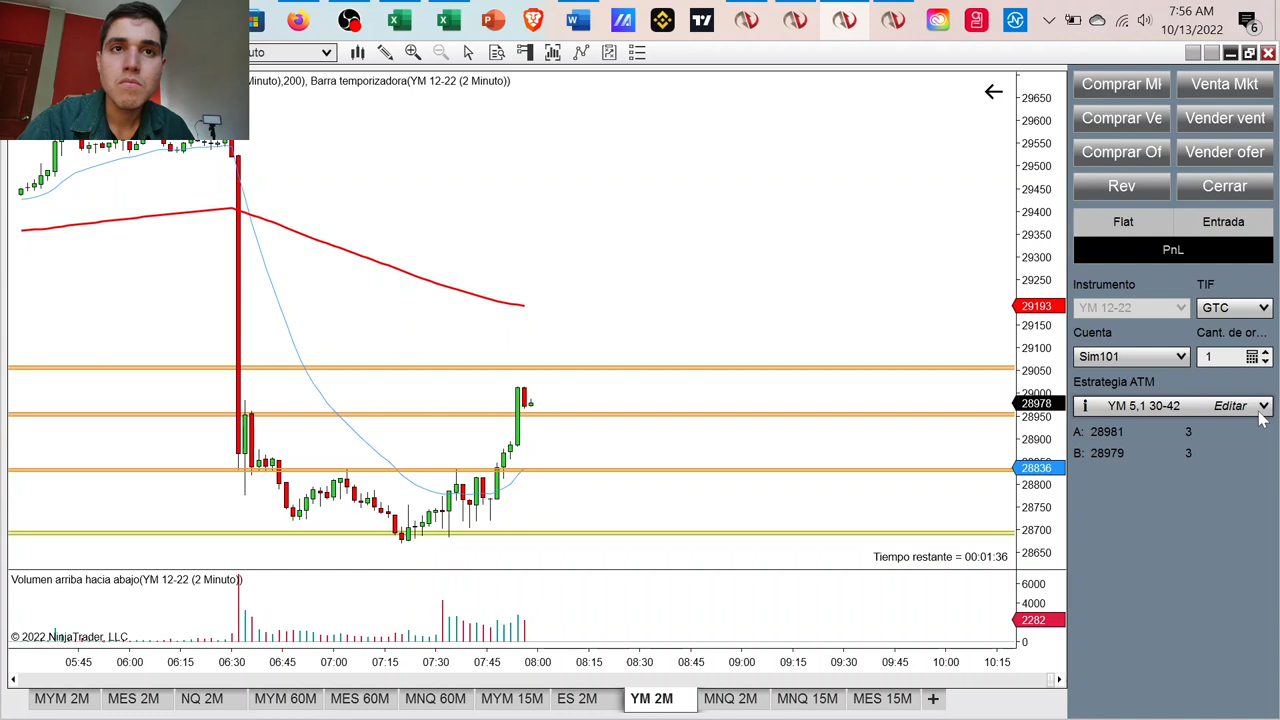 7:56 AM
10/13/2022
6
uto
Minuto),200), Barra temporizadora(YM 12-22 (2 Minuto))
29650
29600
29550
29500
29450
29400
29350
29300
29250
29193
29150
29100
29050
29000
28978
28950
28900
28836
28800
28750
28700
28650
Tiempo restante = 00:01:36
Volumen arriba hacia abajo(YM 12-22 (2 Minuto))
6000
4000
2282
0
© 2022 NinjaTrader, LLC
05:45 06:00 06:15 06:30 06:45 07:00 07:15 07:30 07:45 08:00 08:15 08:30 08:45 09:00 09:15 09:30 09:45 10:00 10:15
MYM 2M MES 2M NQ 2M MYM 60M MES 60M MNQ 60M MYM 15M ES 2M YM 2M MNQ 2M MNQ 15M MES 15M +
Comprar Ml Venta Mkt
Comprar Ve Vender vent
Comprar Of Vender ofer
Rev Cerrar
Flat Entrada
PnL
Instrumento TIF
YM 12-22 GTC
Cuenta Cant. de or...
Sim101 1
Estrategia ATM
YM 5,1 30-42 Editar
A: 28981 3
B: 28979 3